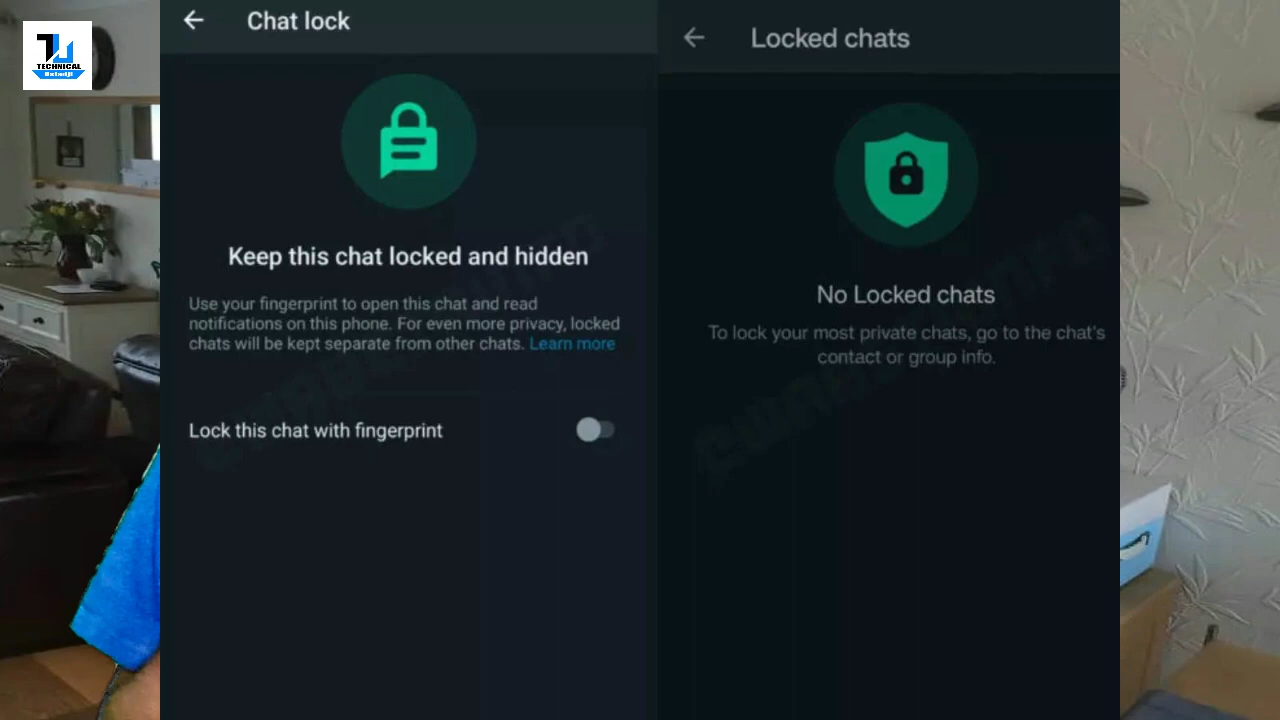 TECHNICAL
Chat lock
Keep this chat locked and hidden
Use your fingerprint to open this chat and read
notifications on this phone. For even more privacy, locked
chats will be kept separate from other chats. Learn more
Lock this chat with fingerprint
Locked chats
No Locked chats
To lock your most private chats, go to the chat's
contact or group info.